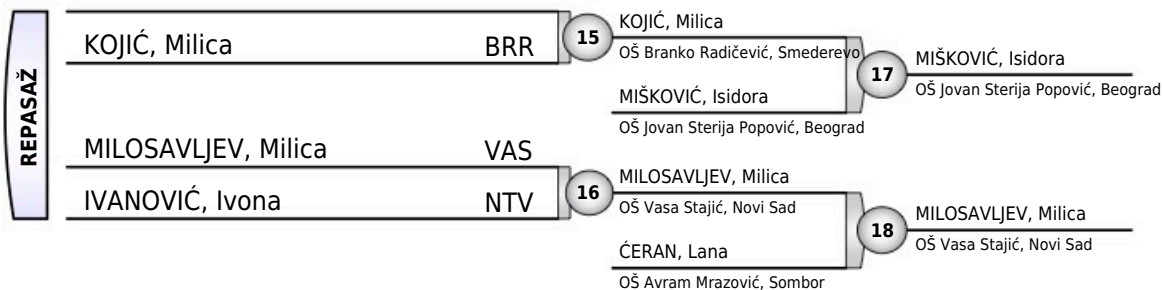 REPASAŽ
KOJIĆ, Milica BRR
MILOSAVLJEV, Milica VAS
IVANOVIĆ, Ivona NTV
15
KOJIĆ, Milica
OŠ Branko Radičević, Smederevo
MIŠKOVIĆ, Isidora
OŠ Jovan Sterija Popović, Beograd
16
MILOSAVLJEV, Milica
OŠ Vasa Stajić, Novi Sad
ĆERAN, Lana
OŠ Avram Mrazović, Sombor
17
MIŠKOVIĆ, Isidora
OŠ Jovan Sterija Popović, Beograd
18
MILOSAVLJEV, Milica
OŠ Vasa Stajić, Novi Sad